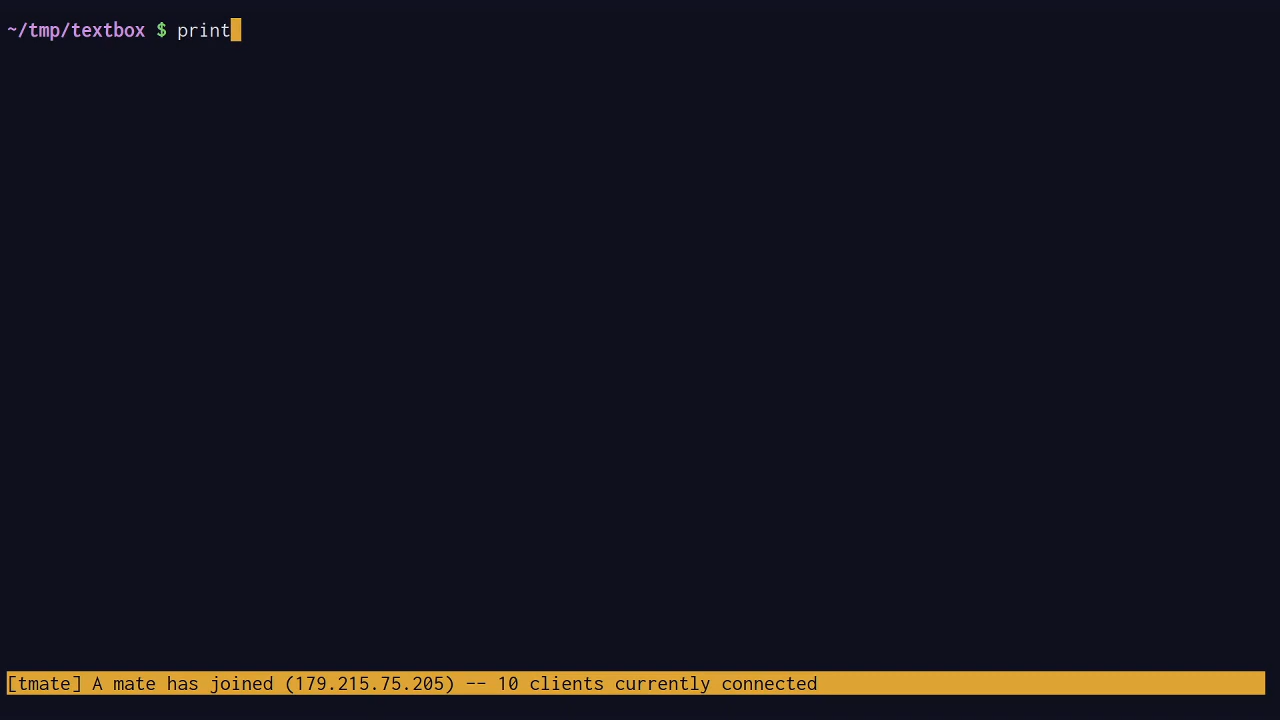 ~/tmp/textbox $ print
[tmate] A mate has joined (179.215.75.205) -- 10 clients currently connected